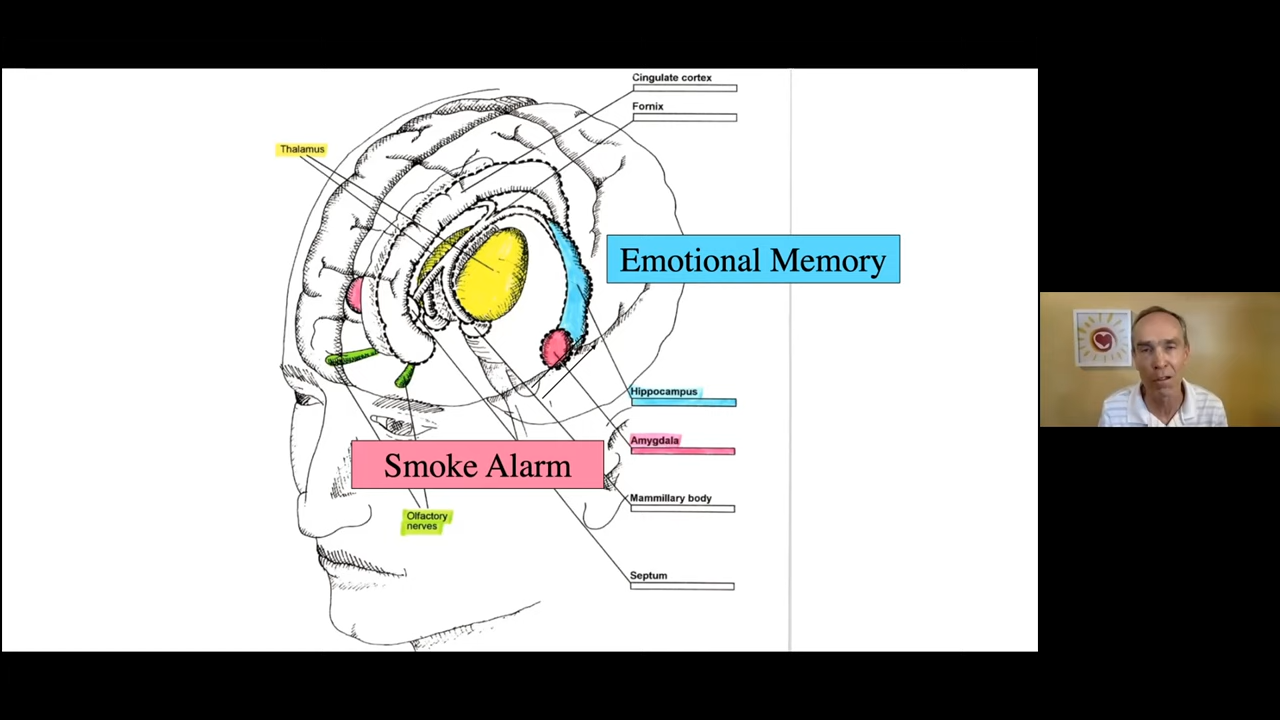 Cingulate cortex
Fornix
Thalamus
Emotional Memory
Hippocampus
Amygdala
Smoke Alarm
Mammillary body
Olfactory
nerves
Septum